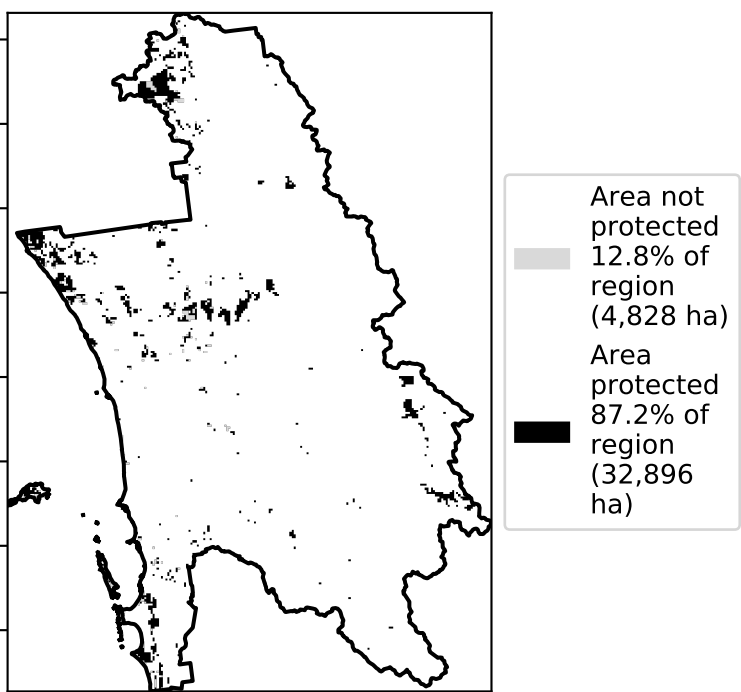 Area not
protected
12.8% of
region
(4,828 ha)
Area
protected
87.2% of
region
(32,896
ha)